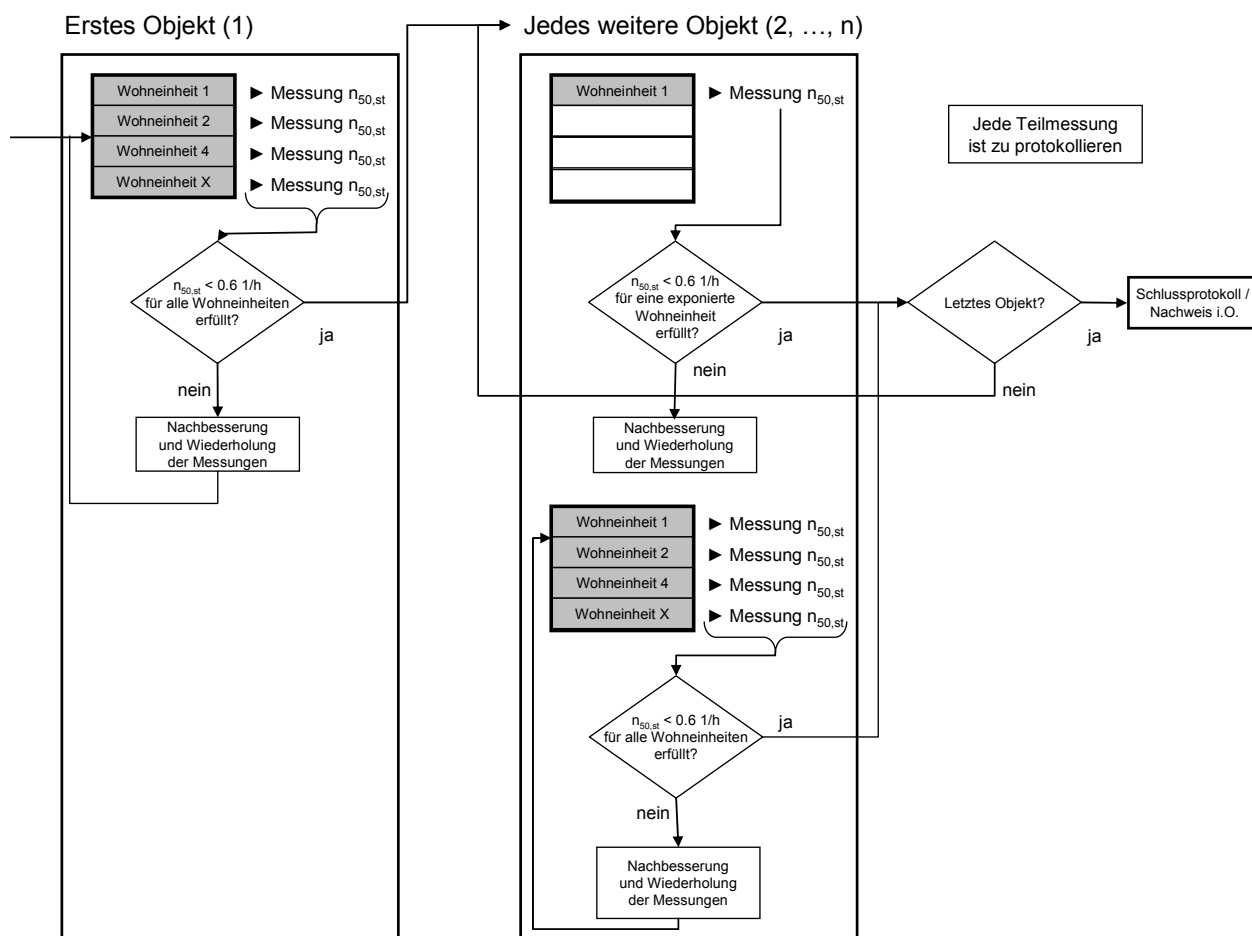 Erstes Objekt (1)
Wohneinheit 1
► Messung n50,st
Wohneinheit 2
► Messung n50,st
Wohneinheit 4
► Messung n50,st
Wohneinheit X
► Messung n50,st
n50,st < 0.6 1/h
für alle Wohneinheiten
erfüllt?
ja
nein
Nachbesserung
und Wiederholung
der Messungen
Jedes weitere Objekt (2, …, n)
Wohneinheit 1
► Messung n50,st
n50,st < 0.6 1/h
für eine exponierte
Wohneinheit
erfüllt?
ja
nein
Nachbesserung
und Wiederholung
der Messungen
Wohneinheit 1
► Messung n50,st
Wohneinheit 2
► Messung n50,st
Wohneinheit 4
► Messung n50,st
Wohneinheit X
► Messung n50,st
n50,st < 0.6 1/h
für alle Wohneinheiten
erfüllt?
ja
nein
Nachbesserung
und Wiederholung
der Messungen
Jede Teilmessung
ist zu protokollieren
Letztes Objekt?
ja
nein
Schlussprotokoll /
Nachweis i.O.